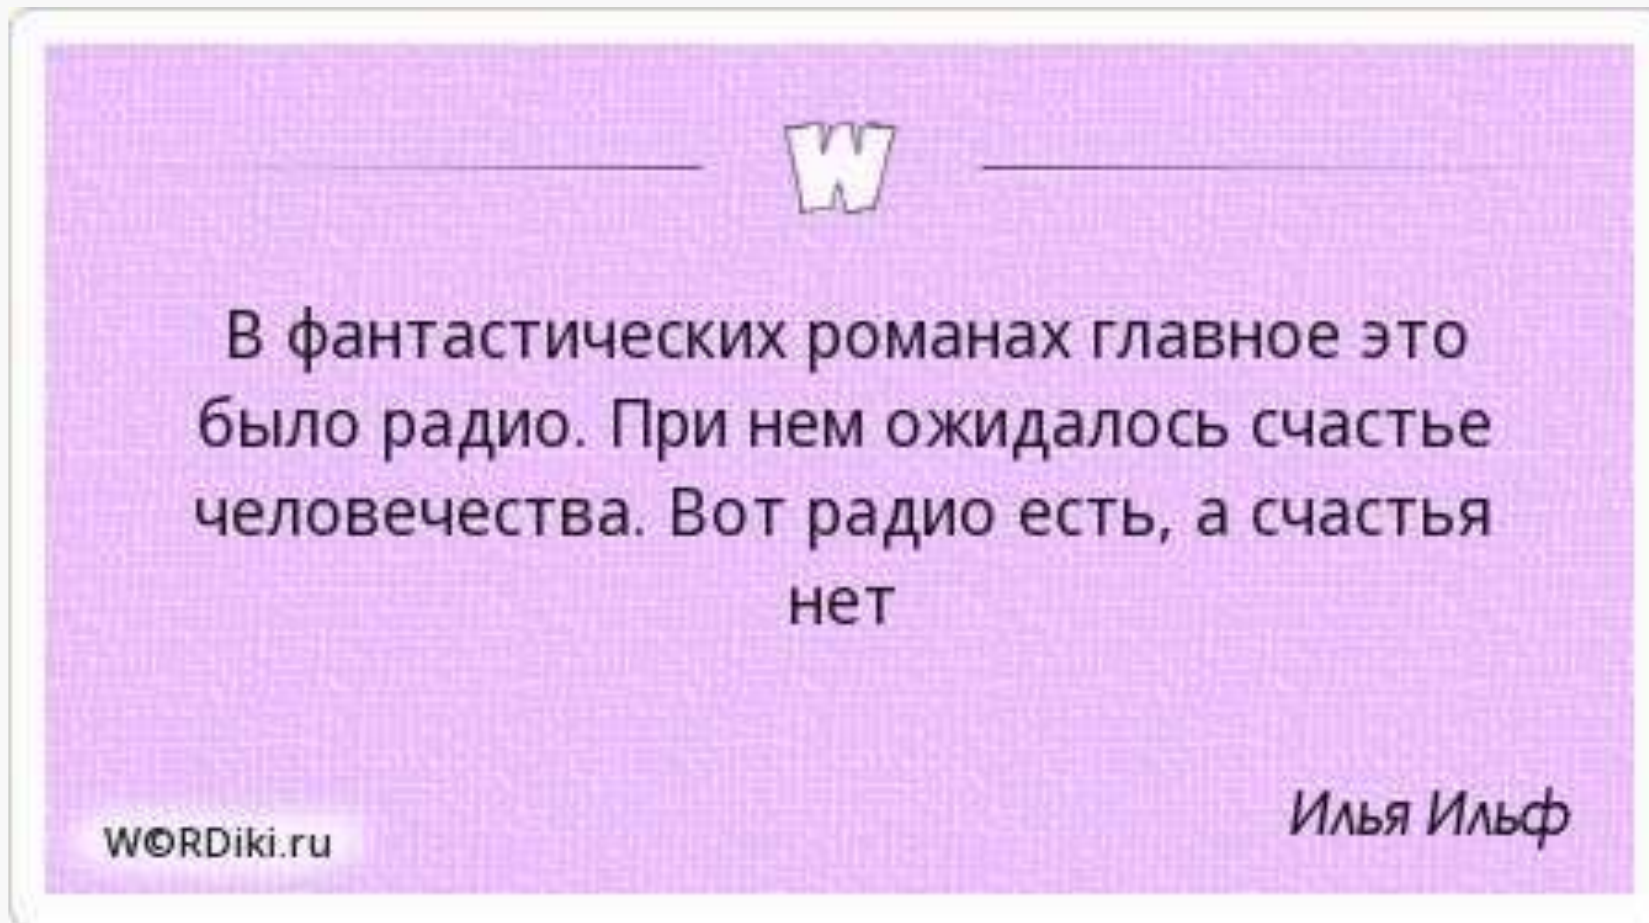 W
В фантастических романах главное это
было радио. При нем ожидалось счастье
человечества. Вот радио есть, а счастья
нет
Илья Ильф
W©RDiki.ru